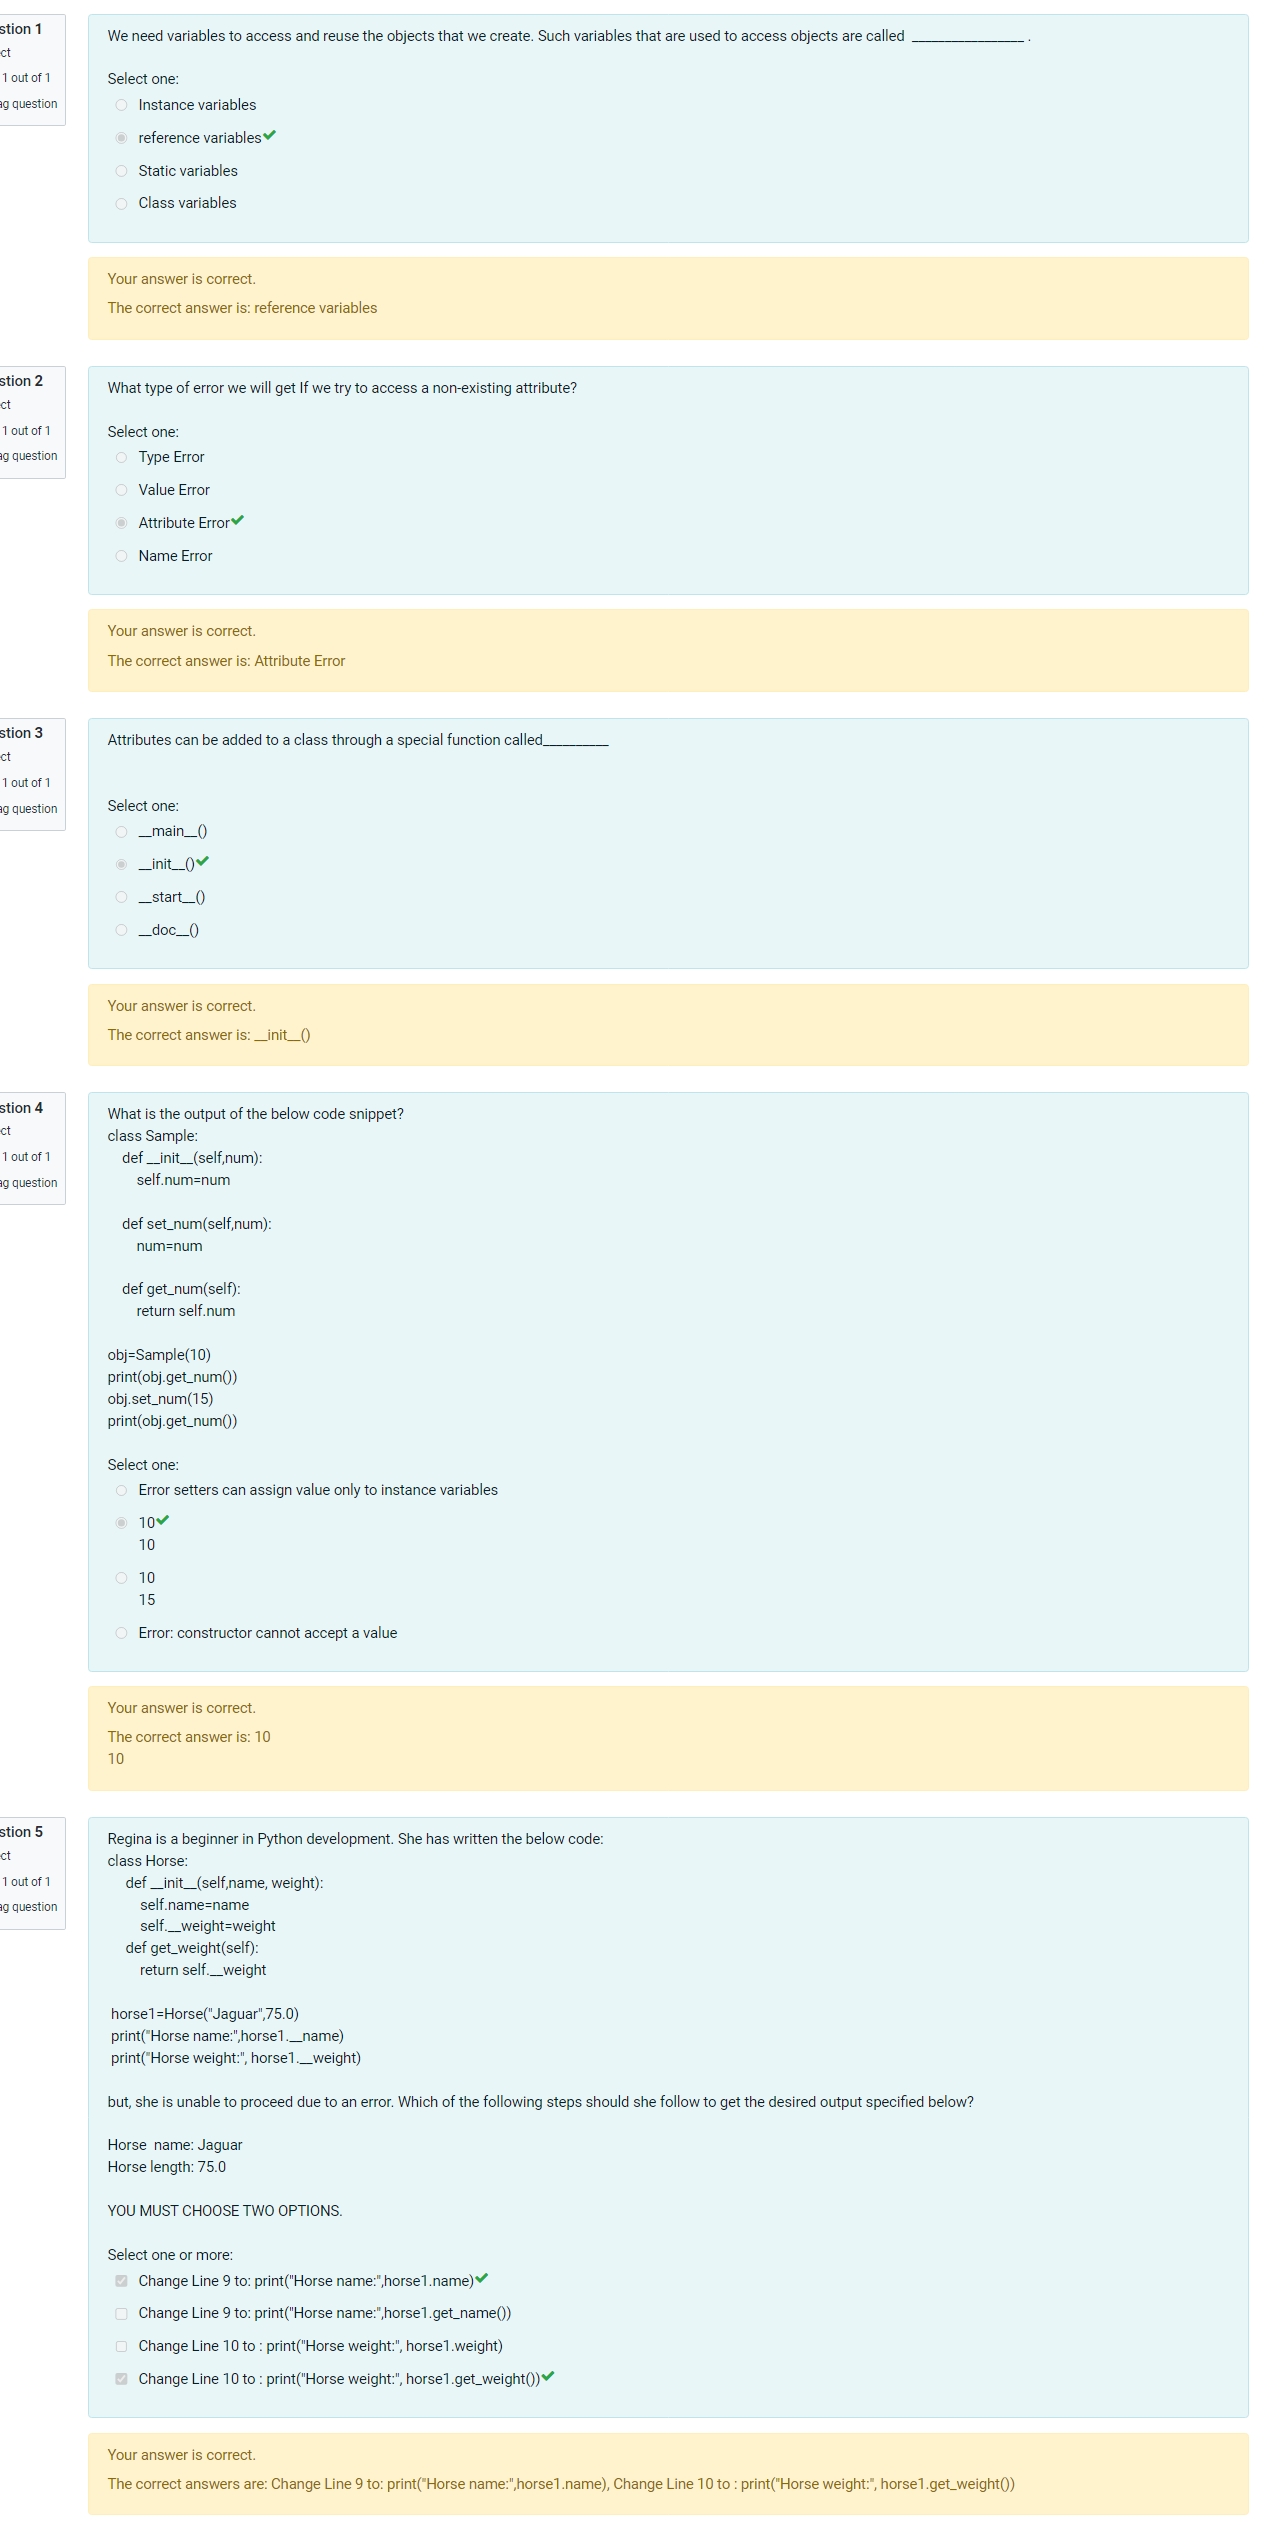 stion 1
ct
1 out of 1
ag question
We need variables to access and reuse the objects that we create. Such variables that are used to access objects are called ________________ .
Select one:
Instance variables
reference variables
Static variables
Class variables
Your answer is correct.
The correct answer is: reference variables
stion 2
ct
1 out of 1
ag question
What type of error we will get If we try to access a non-existing attribute?
Select one:
Type Error
Value Error
Attribute Error
Name Error
Your answer is correct.
The correct answer is: Attribute Error
stion 3
ct
1 out of 1
ag question
Attributes can be added to a class through a special function called_________
Select one:
__main__()
__init__()
__start__()
__doc__()
Your answer is correct.
The correct answer is: __init__()
stion 4
ct
1 out of 1
ag question
What is the output of the below code snippet?
class Sample:
def __init__(self,num):
self.num=num
def set_num(self,num):
num=num
def get_num(self):
return self.num
obj=Sample(10)
print(obj.get_num())
obj.set_num(15)
print(obj.get_num())
Select one:
Error setters can assign value only to instance variables
10
10
10
15
Error: constructor cannot accept a value
Your answer is correct.
The correct answer is: 10
10
stion 5
ct
1 out of 1
ag question
Regina is a beginner in Python development. She has written the below code:
class Horse:
def __init__(self,name, weight):
self.name=name
self.__weight=weight
def get_weight(self):
return self.__weight
horse1=Horse("Jaguar",75.0)
print("Horse name:",horse1.__name)
print("Horse weight:", horse1.__weight)
but, she is unable to proceed due to an error. Which of the following steps should she follow to get the desired output specified below?
Horse  name: Jaguar
Horse length: 75.0
YOU MUST CHOOSE TWO OPTIONS.
Select one or more:
Change Line 9 to: print("Horse name:",horse1.name)
Change Line 9 to: print("Horse name:",horse1.get_name())
Change Line 10 to : print("Horse weight:", horse1.weight)
Change Line 10 to : print("Horse weight:", horse1.get_weight())
Your answer is correct.
The correct answers are: Change Line 9 to: print("Horse name:",horse1.name), Change Line 10 to : print("Horse weight:", horse1.get_weight())